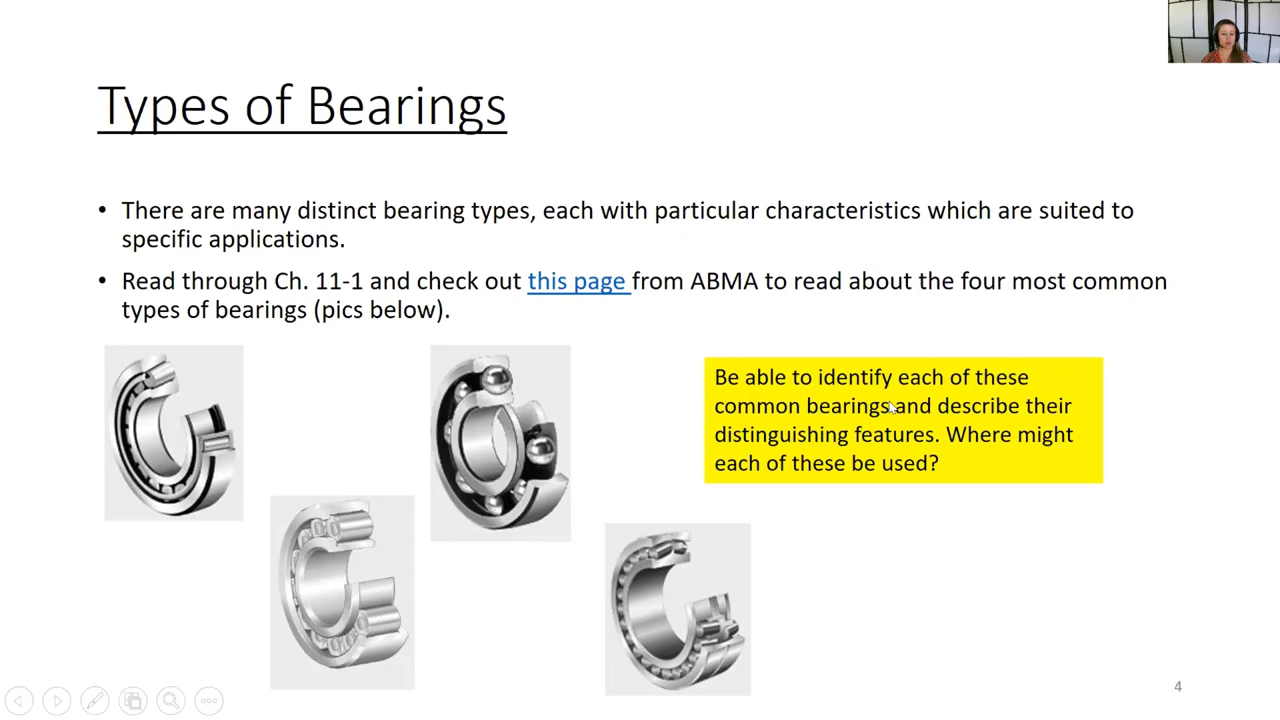 Types of Bearings
• There are many distinct bearing types, each with particular characteristics which are suited to
specific applications.
• Read through Ch. 11-1 and check out this page from ABMA to read about the four most common
types of bearings (pics below).
Be able to identify each of these
common bearings and describe their
distinguishing features. Where might
each of these be used?
4